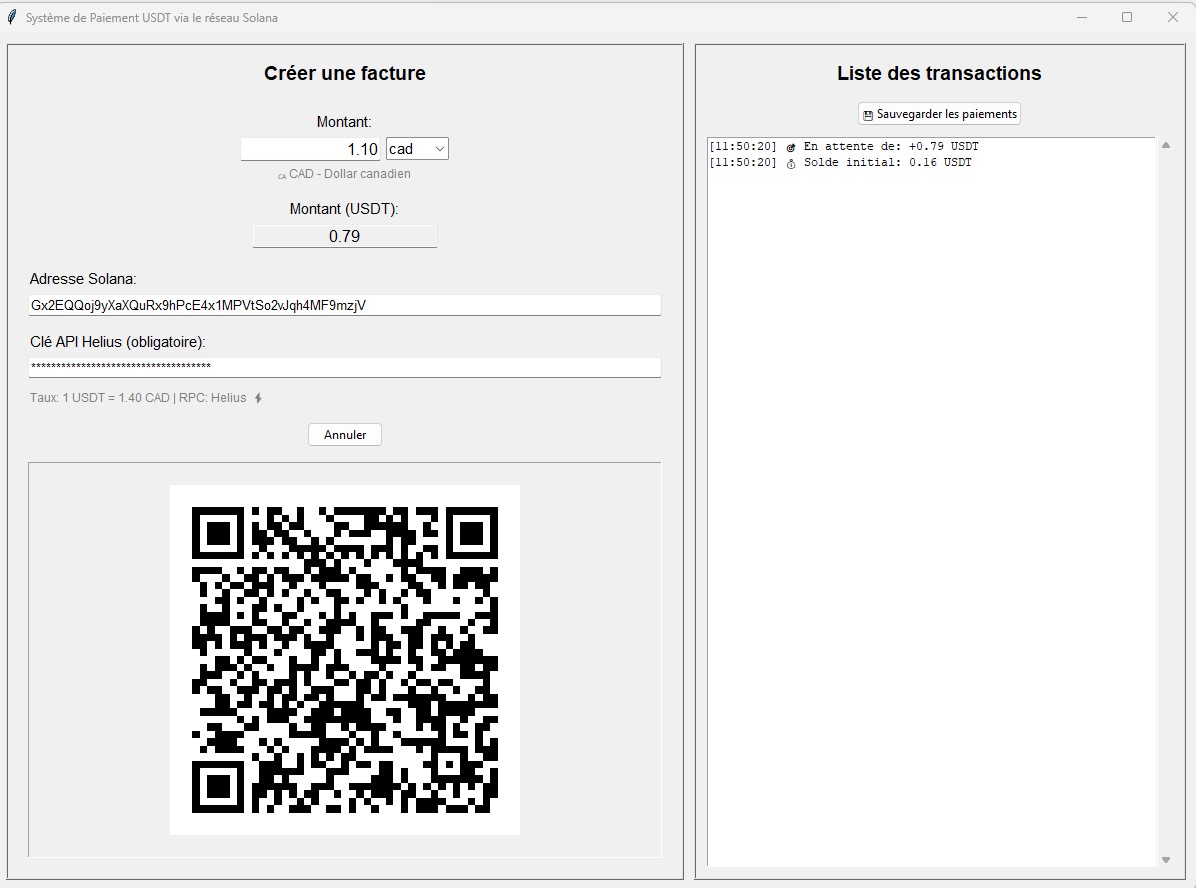 Système de Paiement USDT via le réseau Solana
Créer une facture
Montant:
1.10 cad
CA CAD - Dollar canadien
Montant (USDT):
0.79
Adresse Solana:
Gx2EQQoj9yXaXQuRx9hPcE4x1MPVtSo2vJqh4MF9mzjV
Clé API Helius (obligatoire):
************************************
Taux: 1 USDT = 1.40 CAD | RPC: Helius ⚡
Annuler
Liste des transactions
Sauvegarder les paiements
[11:50:20] En attente de: +0.79 USDT
[11:50:20] Solde initial: 0.16 USDT